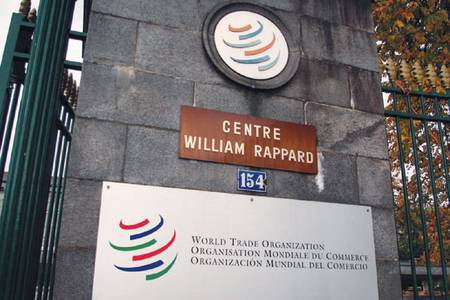 CENTRE
WILLIAM RAPPARD
154
WORLD TRADE ORGANIZATION
ORGANISATION MONDIALE DU COMMERCE
ORGANIZACIÓN MUNDIAL DEL COMERCIO